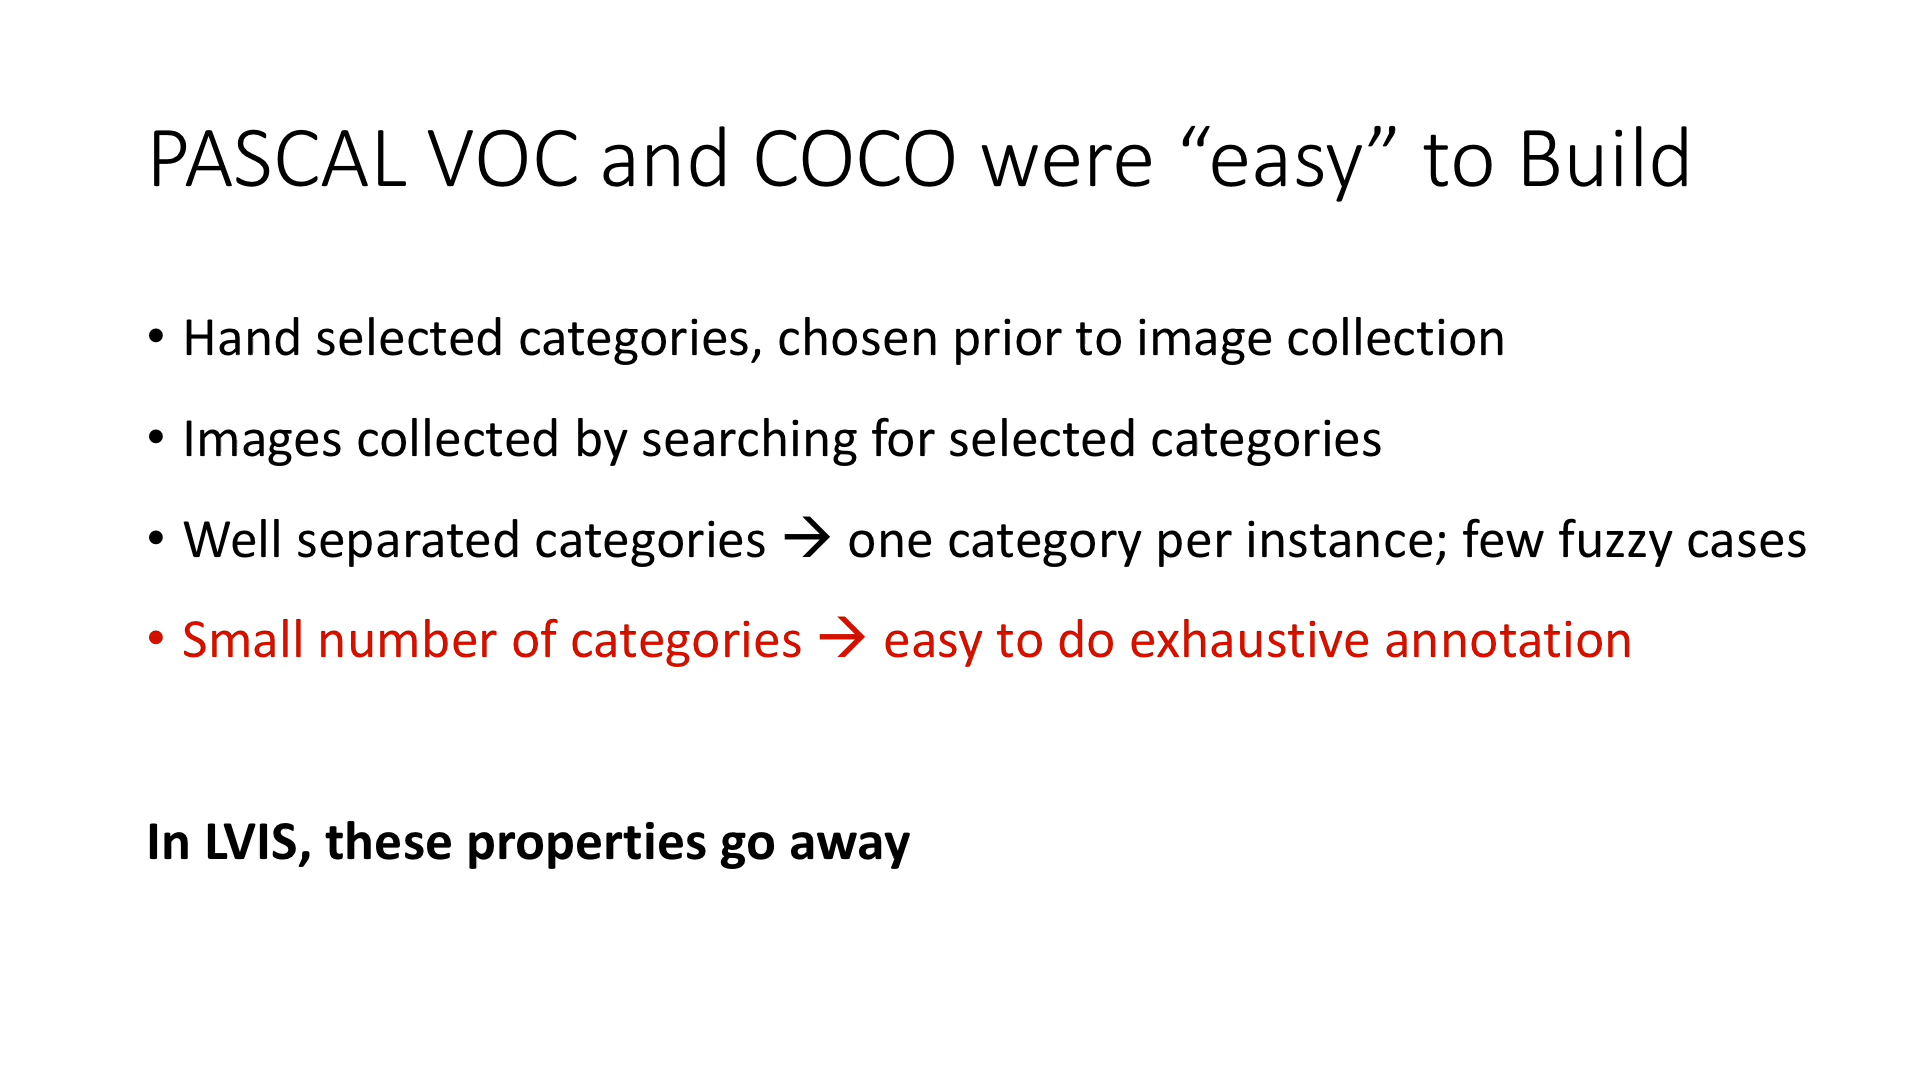 PASCAL VOC and COCO were “easy” to Build
• Hand selected categories, chosen prior to image collection
• Images collected by searching for selected categories
• Well separated categories → one category per instance; few fuzzy cases
• Small number of categories → easy to do exhaustive annotation
In LVIS, these properties go away